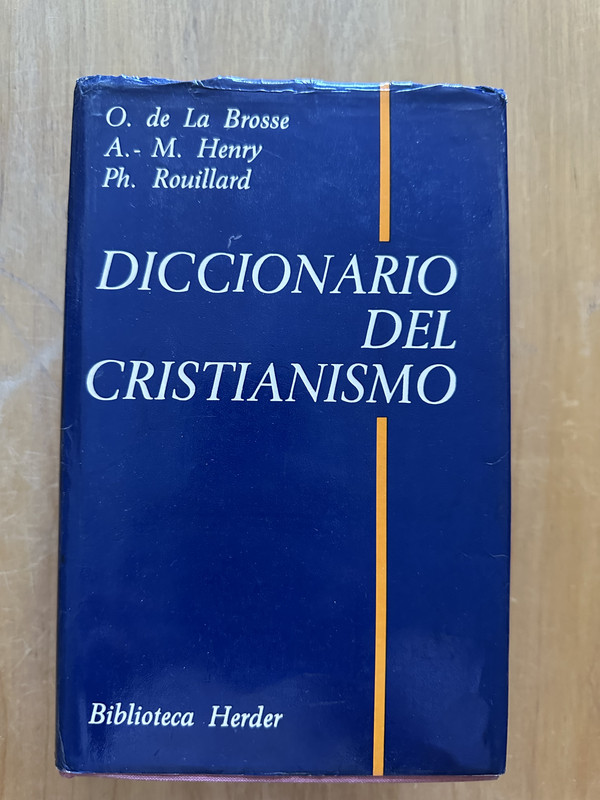 O. de La Brosse
A.- M. Henry
Ph. Rouillard
DICCIONARIO
DEL
CRISTIANISMO
Biblioteca Herder